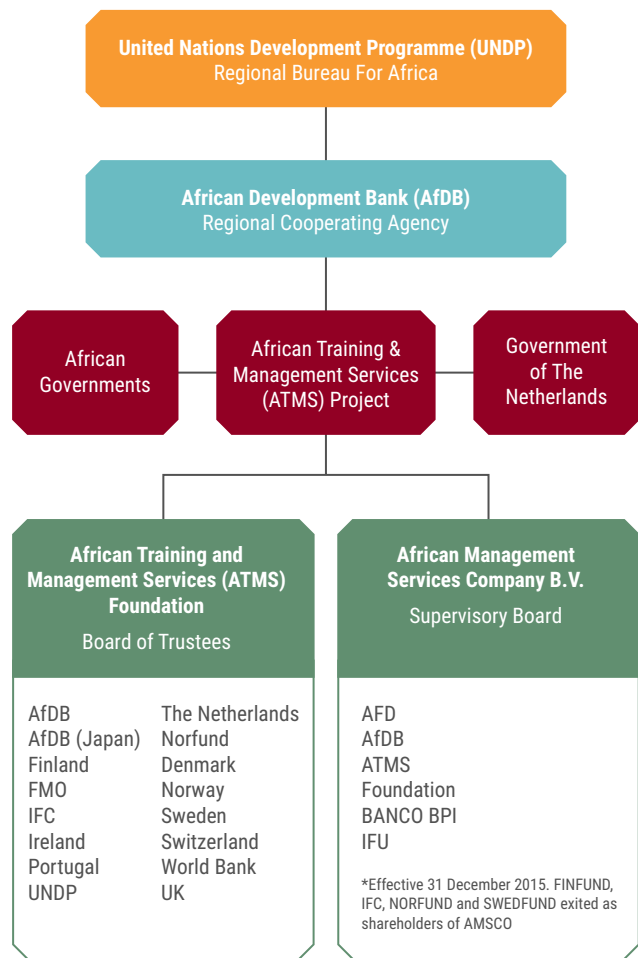 United Nations Development Programme (UNDP)
Regional Bureau For Africa
African Development Bank (AfDB)
Regional Cooperating Agency
African
Governments
African Training &
Management Services
(ATMS) Project
Government
of The
Netherlands
African Training and
Management Services (ATMS)
Foundation
Board of Trustees
AfDB
AfDB (Japan)
Finland
FMO
IFC
Ireland
Portugal
UNDP
The Netherlands
Norfund
Denmark
Norway
Sweden
Switzerland
World Bank
UK
African Management
Services Company B.V.
Supervisory Board
AFD
AfDB
ATMS
Foundation
BANCO BPI
IFU
*Effective 31 December 2015. FINFUND,
IFC, NORFUND and SWEDFUND exited as
shareholders of AMSCO